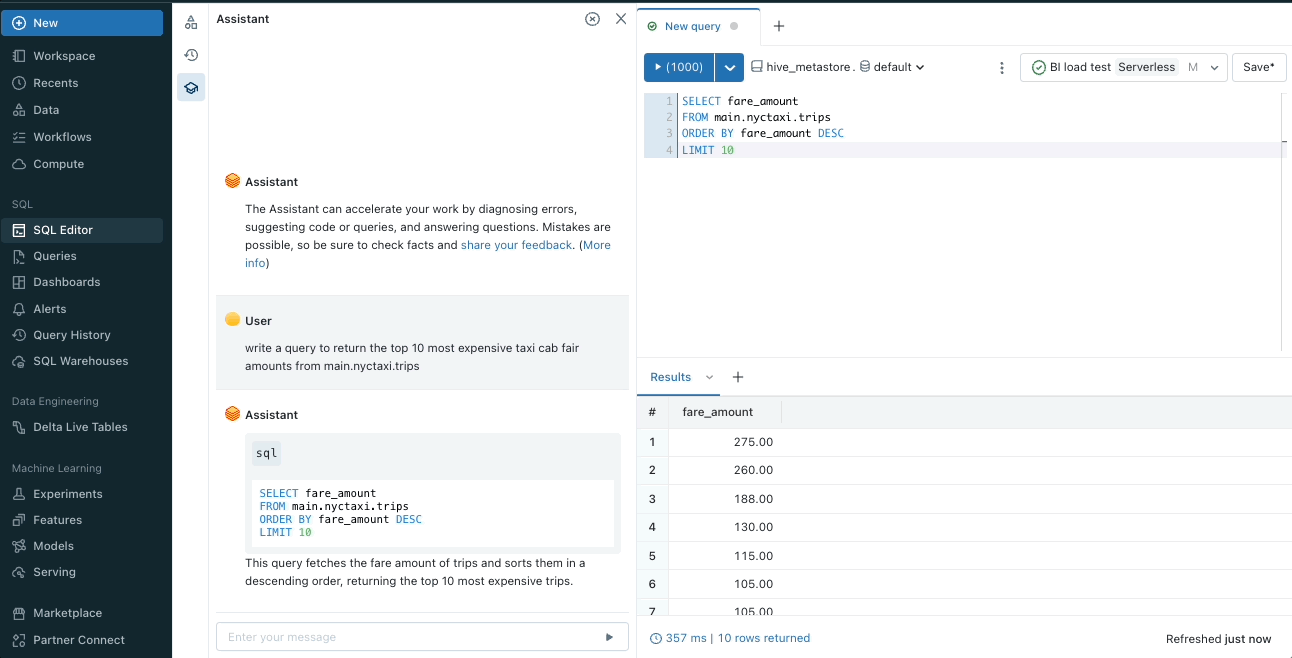 New
Workspace
Recents
Data
Workflows
Compute
SQL
SQL Editor
Queries
Dashboards
Alerts
Query History
SQL Warehouses
Data Engineering
Delta Live Tables
Machine Learning
Experiments
Features
Models
Serving
Marketplace
Partner Connect
Assistant
Assistant
The Assistant can accelerate your work by diagnosing errors,
suggesting code or queries, and answering questions. Mistakes are
possible, so be sure to check facts and share your feedback. (More
info)
User
write a query to return the top 10 most expensive taxi cab fair
amounts from main.nyctaxi.trips
Assistant
sql
SELECT fare_amount
FROM main.nyctaxi.trips
ORDER BY fare_amount DESC
LIMIT 10
This query fetches the fare amount of trips and sorts them in a
descending order, returning the top 10 most expensive trips.
Enter your message
New query
(1000) hive_metastore. default BI load test Serverless M Save*
1 SELECT fare_amount
2 FROM main.nyctaxi.trips
3 ORDER BY fare_amount DESC
4 LIMIT 10
Results
# fare_amount
1 275.00
2 260.00
3 188.00
4 130.00
5 115.00
6 105.00
7 105.00
357 ms | 10 rows returned
Refreshed just now